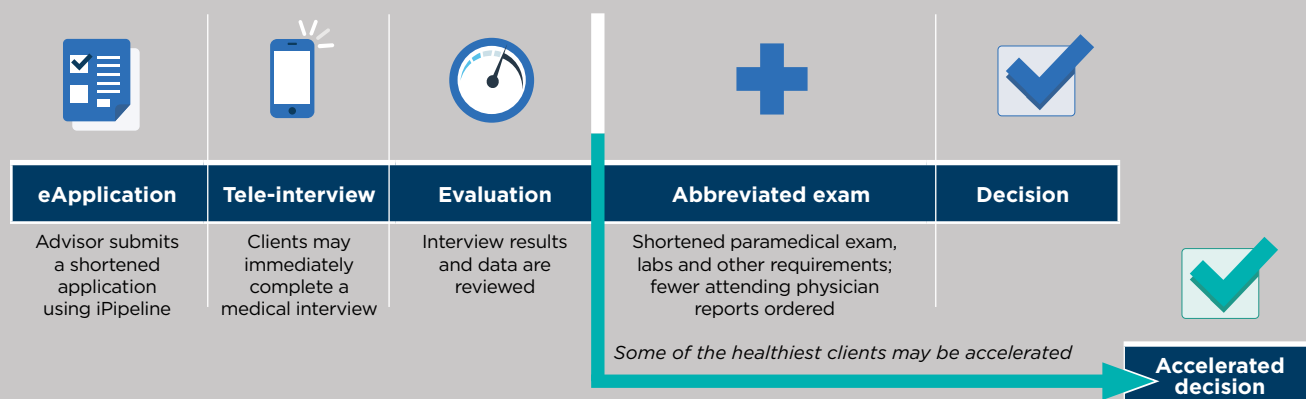 eApplication
Advisor submits
a shortened
application
using iPipeline
Tele-interview
Clients may
immediately
complete a
medical interview
Evaluation
Interview results
and data are
reviewed
Abbreviated exam
Shortened paramedical exam,
labs and other requirements;
fewer attending physician
reports ordered
Decision
Some of the healthiest clients may be accelerated
Accelerated
decision